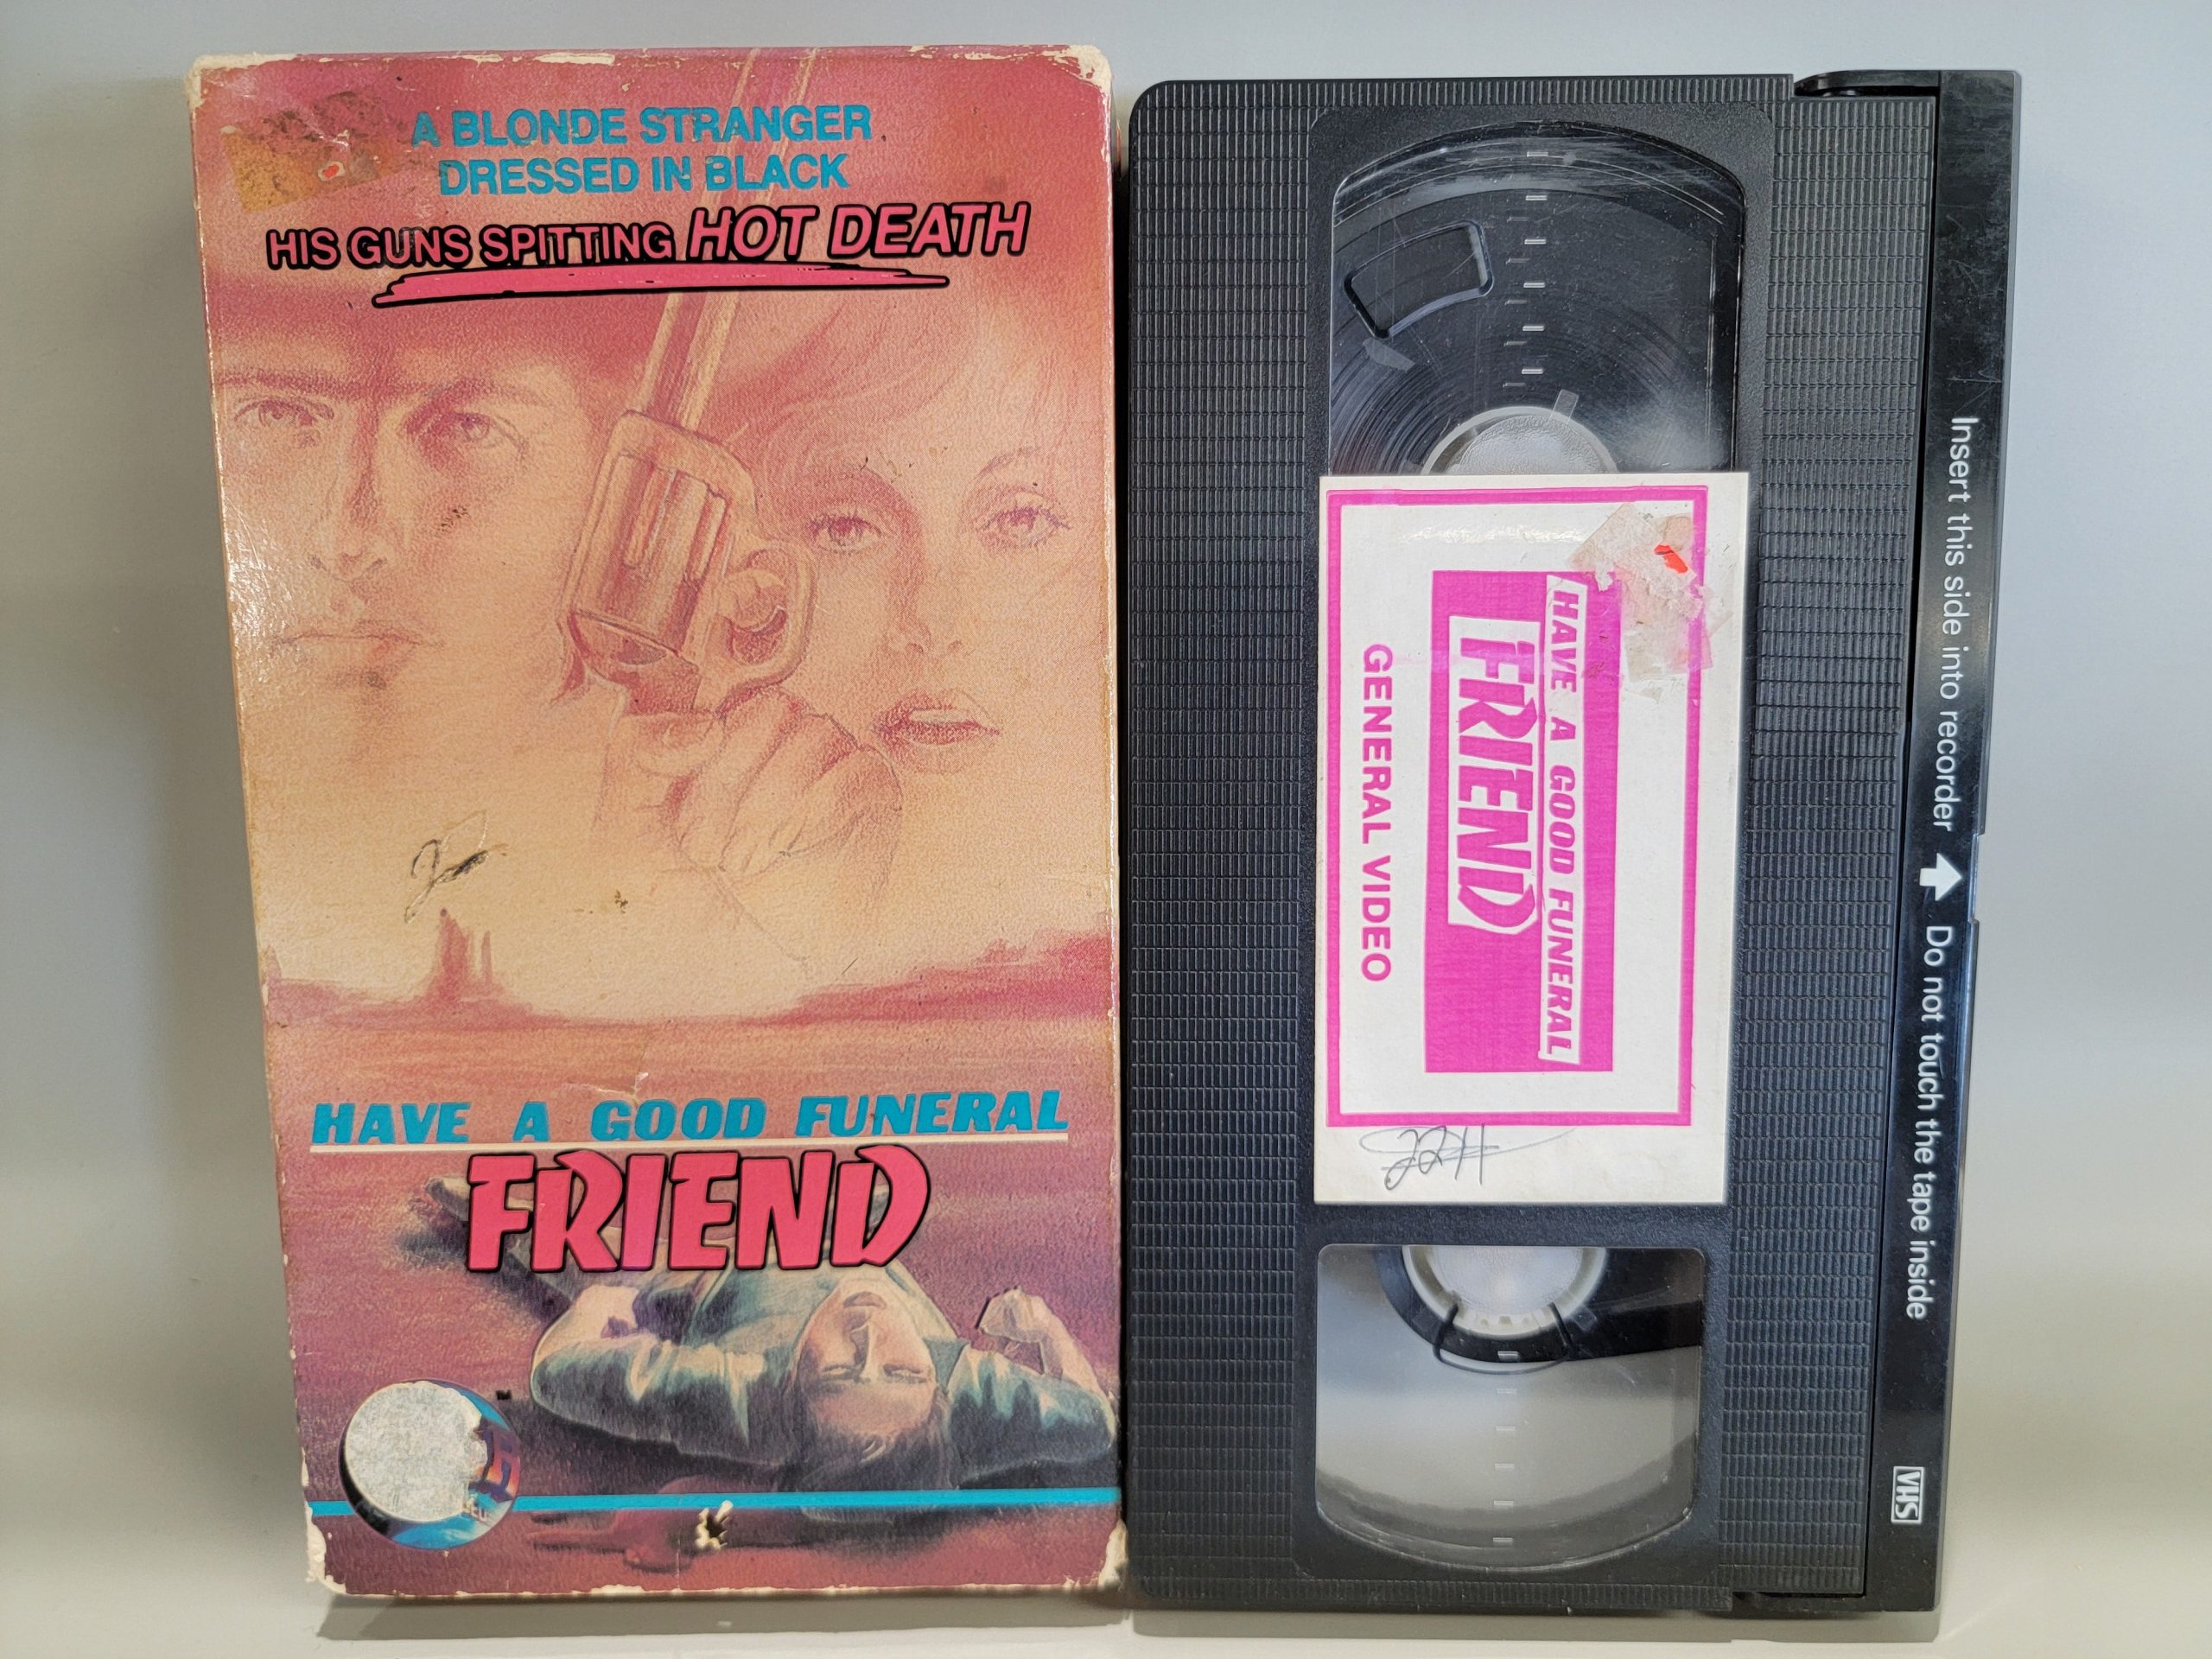 A BLONDE STRANGER
DRESSED IN BLACK
HIS GUNS SPITTING HOT DEATH
HAVE A GOOD FUNERAL
FRIEND
HAVE A GOOD FUNERAL
FRIEND
GENERAL VIDEO
22H
Insert this side into recorder
Do not touch the tape inside
VHS